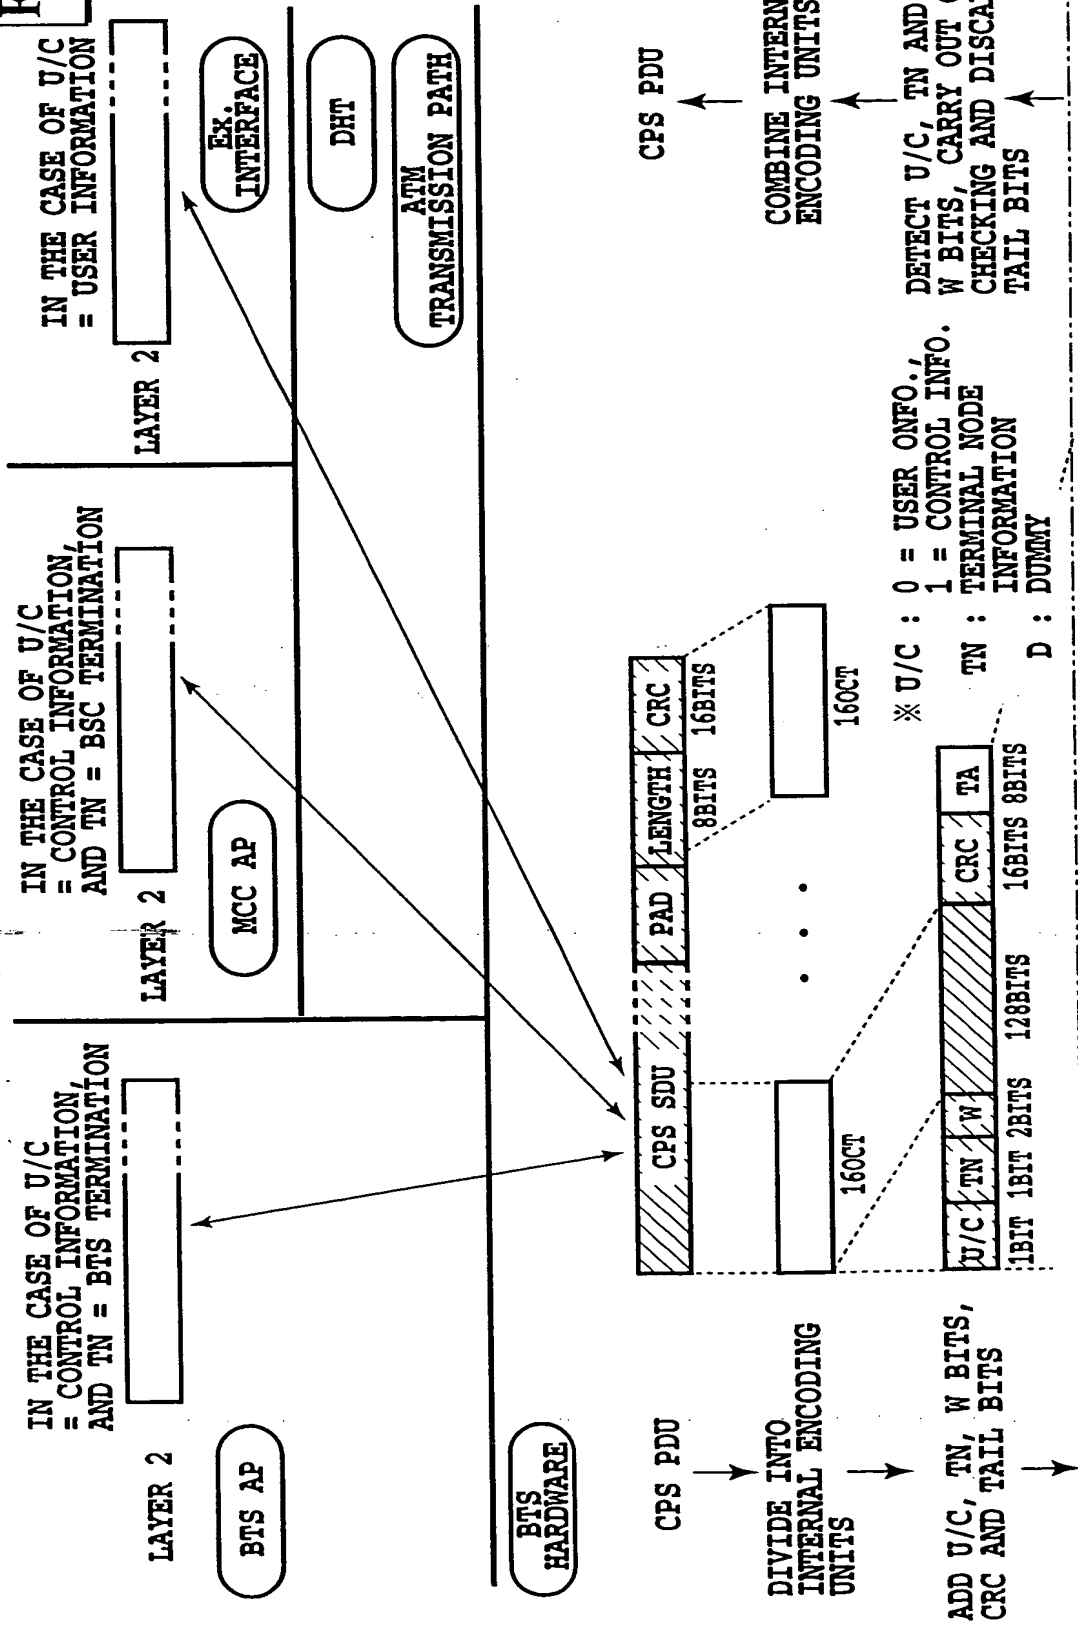 F
IN THE CASE OF U/C
= CONTROL INFORMATION,
AND TN = BTS TERMINATION
LAYER 2
BTS AP
IN THE CASE OF U/C
= CONTROL INFORMATION,
AND TN = BSC TERMINATION
LAYER 2
MCC AP
IN THE CASE OF U/C
= USER INFORMATION
LAYER 2
Ex.
INTERFACE
DHT
ATM
TRANSMISSION PATH
BTS
HARDWARE
CPS PDU
CPS SDU
PAD
LENGTH
CRC
8BITS
16BITS
CPS PDU
DIVIDE INTO
INTERNAL ENCODING
UNITS
16OCT
16OCT
COMBINE INTERN
ENCODING UNITS
ADD U/C, TN, W BITS,
CRC AND TAIL BITS
U/C
TN
W
CRC
TA
1BIT
1BIT
2BITS
128BITS
16BITS
8BITS
※ U/C : 0 = USER ONFO.,
1 = CONTROL INFO.
TN : TERMINAL NODE
INFORMATION
D : DUMMY
DETECT U/C, TN AND
W BITS, CARRY OUT
CHECKING AND DISCA
TAIL BITS